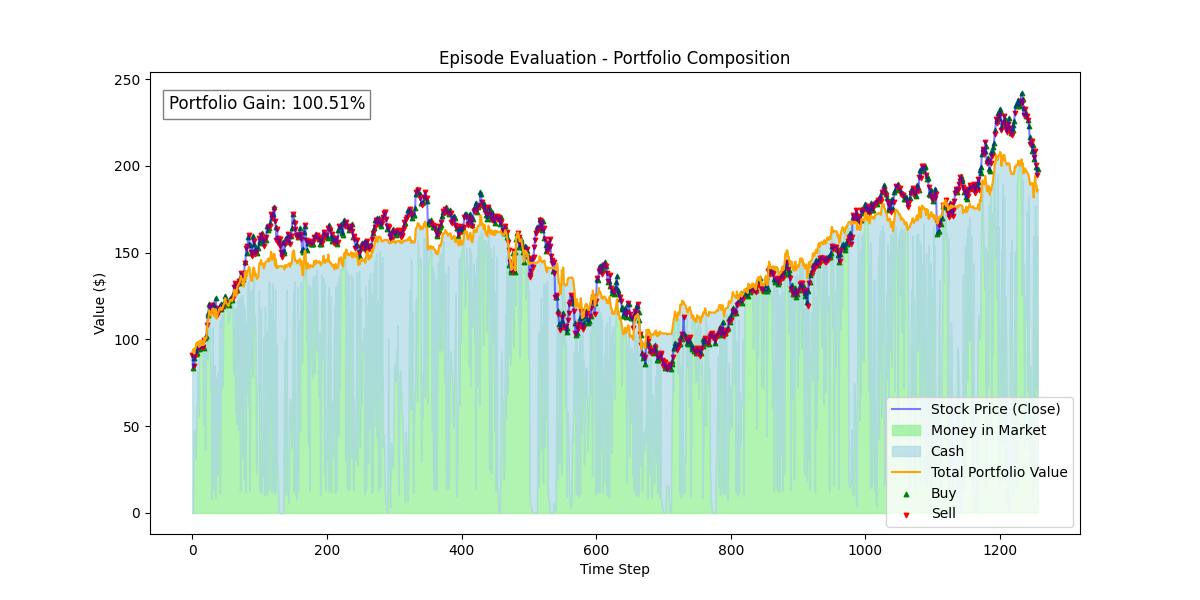 Episode Evaluation - Portfolio Composition
Portfolio Gain: 100.51%
250
200
150
100
50
0
Value ($)
0 200 400 600 800 1000 1200
Time Step
Stock Price (Close)
Money in Market
Cash
Total Portfolio Value
Buy
Sell